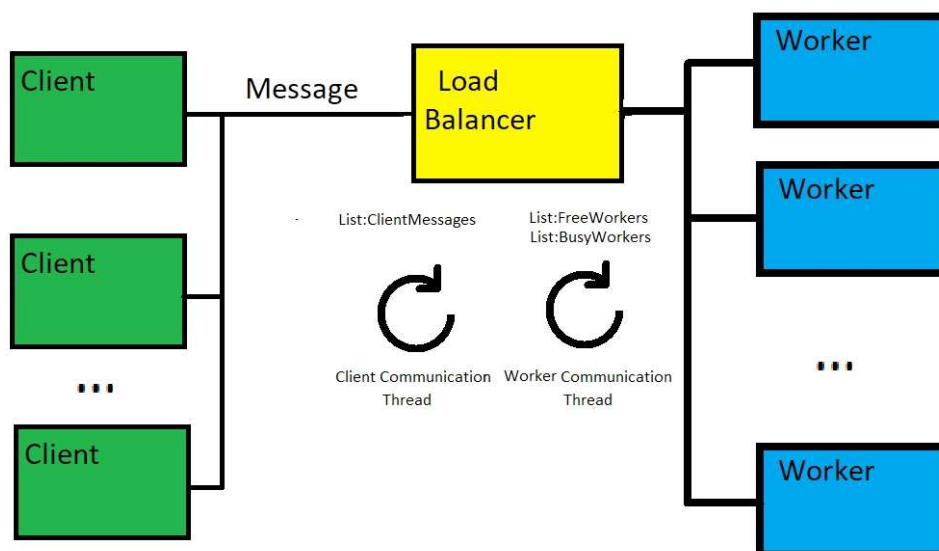 Client
Message
Load
Balancer
Worker
Worker
Client
List:ClientMessages
List:FreeWorkers
List:BusyWorkers
Client Communication
Thread
Worker Communication
Thread
...
...
Client
Worker